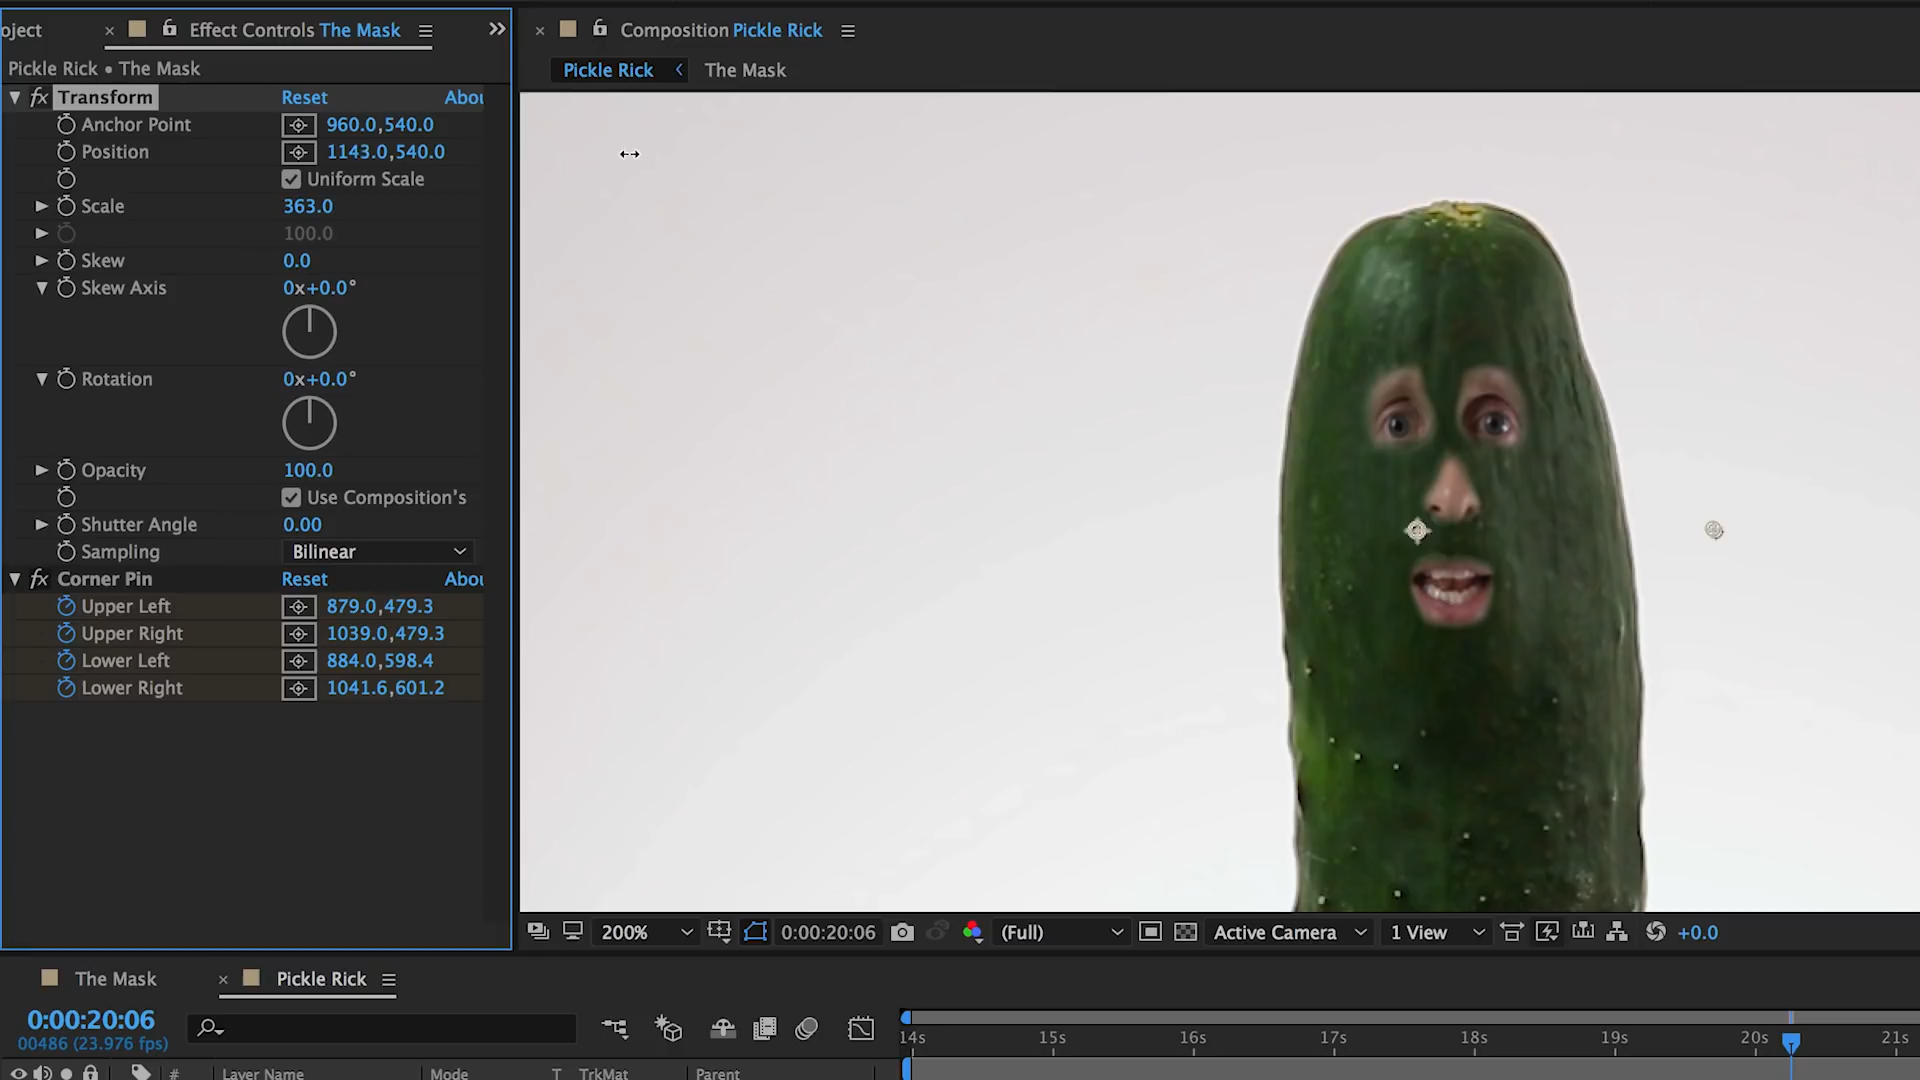 oject × Effect Controls The Mask
Pickle Rick • The Mask
fx Transform Reset Abou
Anchor Point 960.0,540.0
Position 1143.0,540.0
Uniform Scale
Scale 363.0
100.0
Skew 0.0
Skew Axis 0x+0.0°
Rotation 0x+0.0°
Opacity 100.0
Use Composition's
Shutter Angle 0.00
Sampling Bilinear
fx Corner Pin Reset Abou
Upper Left 879.0,479.3
Upper Right 1039.0,479.3
Lower Left 884.0,598.4
Lower Right 1041.6,601.2
× Composition Pickle Rick
Pickle Rick < The Mask
200% 0:00:20:06 (Full) Active Camera 1 View +0.0
The Mask × Pickle Rick
0:00:20:06
00486 (23.976 fps)
14s 15s 16s 17s 18s 19s 20s 21s
# Layer Name Mode T TrkMat Parent